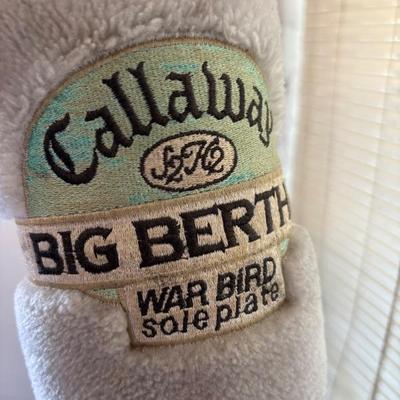 Callaway
S2H2
BIG BERTH
WAR BIRD
sole plate